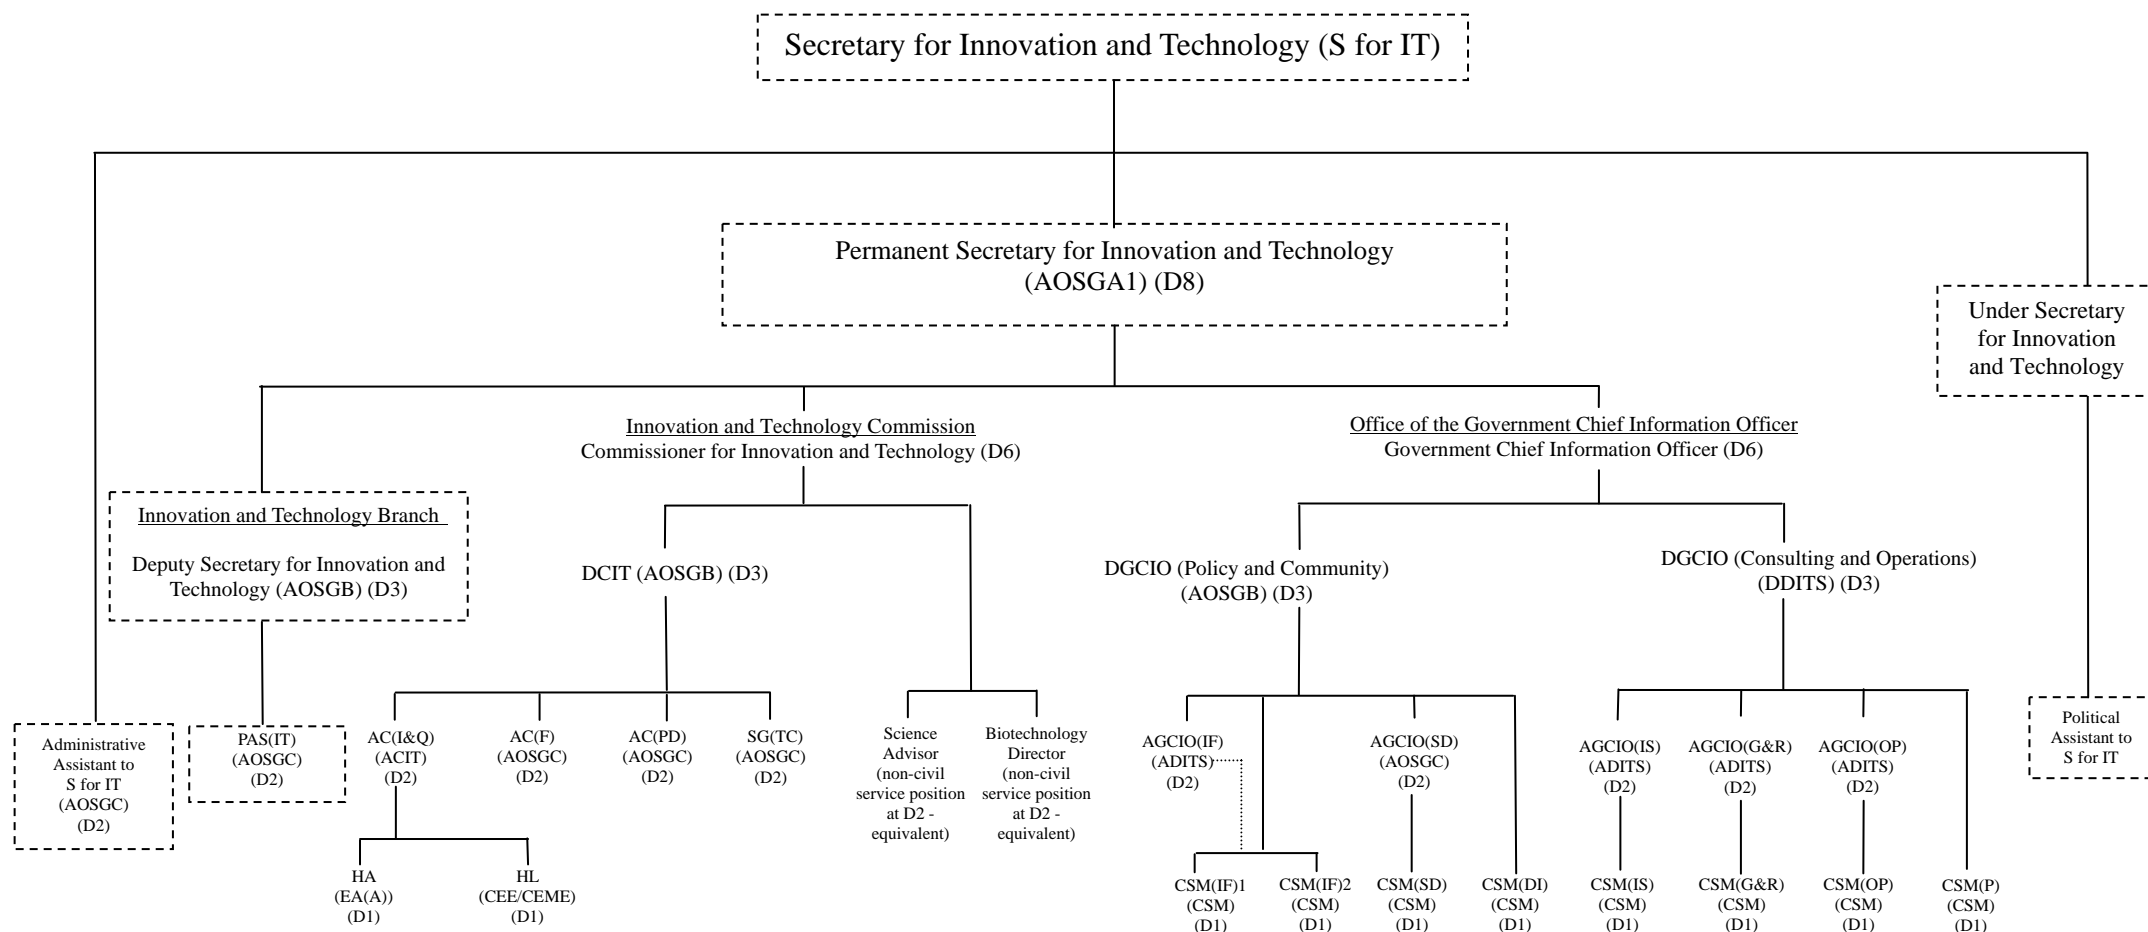 Secretary for Innovation and Technology (S for IT)
Permanent Secretary for Innovation and Technology
(AOSGA1) (D8)
Under Secretary
for Innovation
and Technology
Innovation and Technology Commission
Commissioner for Innovation and Technology (D6)
Office of the Government Chief Information Officer
Government Chief Information Officer (D6)
Innovation and Technology Branch
Deputy Secretary for Innovation and
Technology (AOSGB) (D3)
DCIT (AOSGB) (D3)
DGCIO (Policy and Community)
(AOSGB) (D3)
DGCIO (Consulting and Operations)
(DDITS) (D3)
Administrative
Assistant to
S for IT
(AOSGC)
(D2)
PAS(IT)
(AOSGC)
(D2)
AC(I&Q)
(ACIT)
(D2)
AC(F)
(AOSGC)
(D2)
AC(PD)
(AOSGC)
(D2)
SG(TC)
(AOSGC)
(D2)
Science
Advisor
(non-civil
service position
at D2 -
equivalent)
Biotechnology
Director
(non-civil
service position
at D2 -
equivalent)
AGCIO(IF)
(ADITS)
(D2)
AGCIO(SD)
(AOSGC)
(D2)
AGCIO(IS)
(ADITS)
(D2)
AGCIO(G&R)
(ADITS)
(D2)
AGCIO(OP)
(ADITS)
(D2)
Political
Assistant to
S for IT
HA
(EA(A))
(D1)
HL
(CEE/CEME)
(D1)
CSM(IF)1
(CSM)
(D1)
CSM(IF)2
(CSM)
(D1)
CSM(SD)
(CSM)
(D1)
CSM(DI)
(CSM)
(D1)
CSM(IS)
(CSM)
(D1)
CSM(G&R)
(CSM)
(D1)
CSM(OP)
(CSM)
(D1)
CSM(P)
(CSM)
(D1)